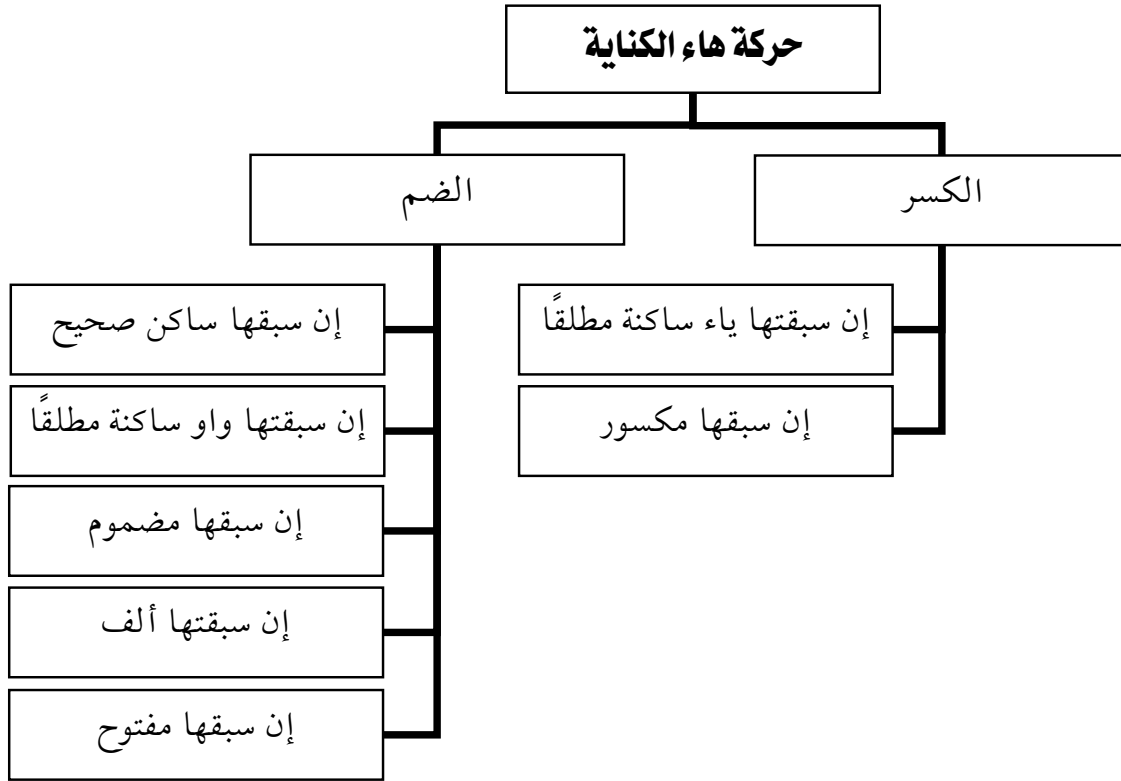 حركة هاء الكناية
الكسر
الضم
إن سبقتها ياء ساكنة مطلقًا
إن سبقها مكسور
إن سبقها ساكن صحيح
إن سبقتها واو ساكنة مطلقًا
إن سبقها مضموم
إن سبقتها ألف
إن سبقها مفتوح